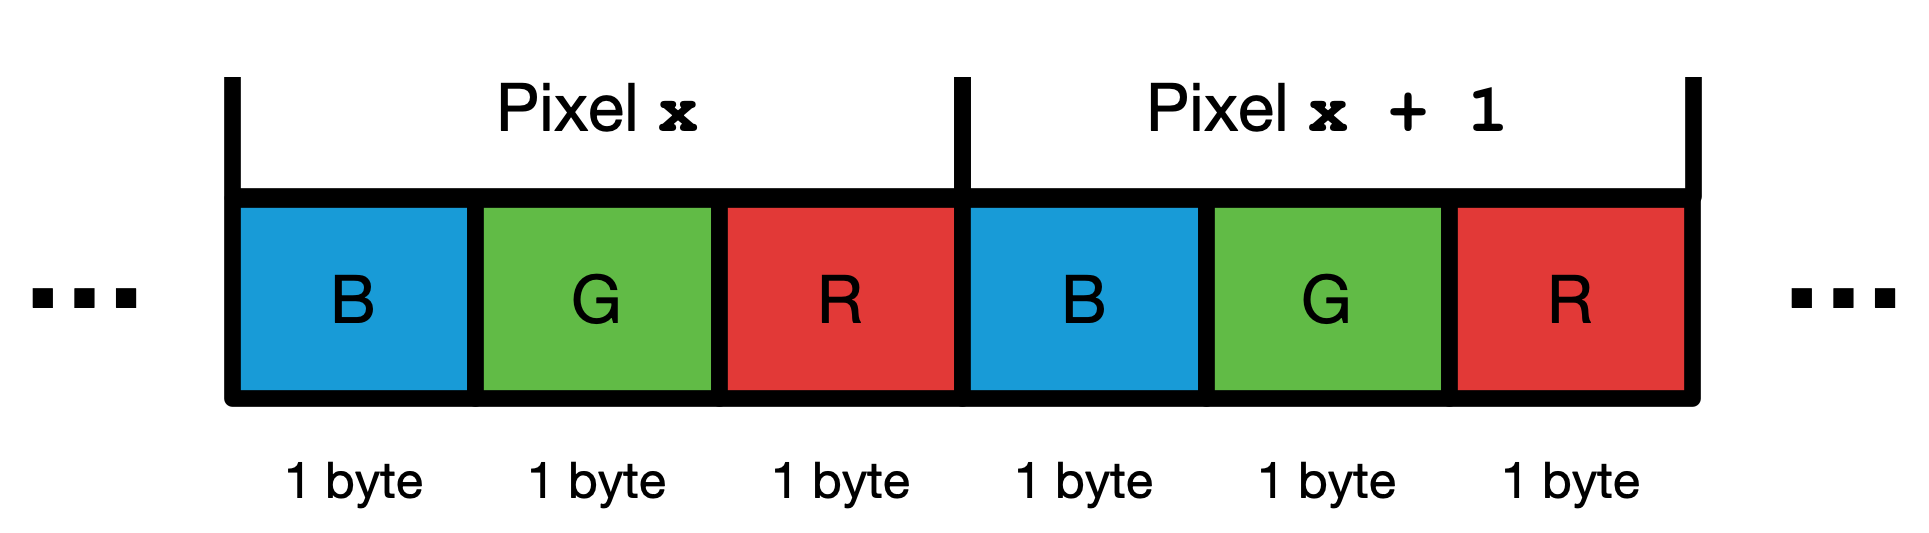 Pixel x Pixel x + 1
... B G R B G R ...
1 byte 1 byte 1 byte 1 byte 1 byte 1 byte